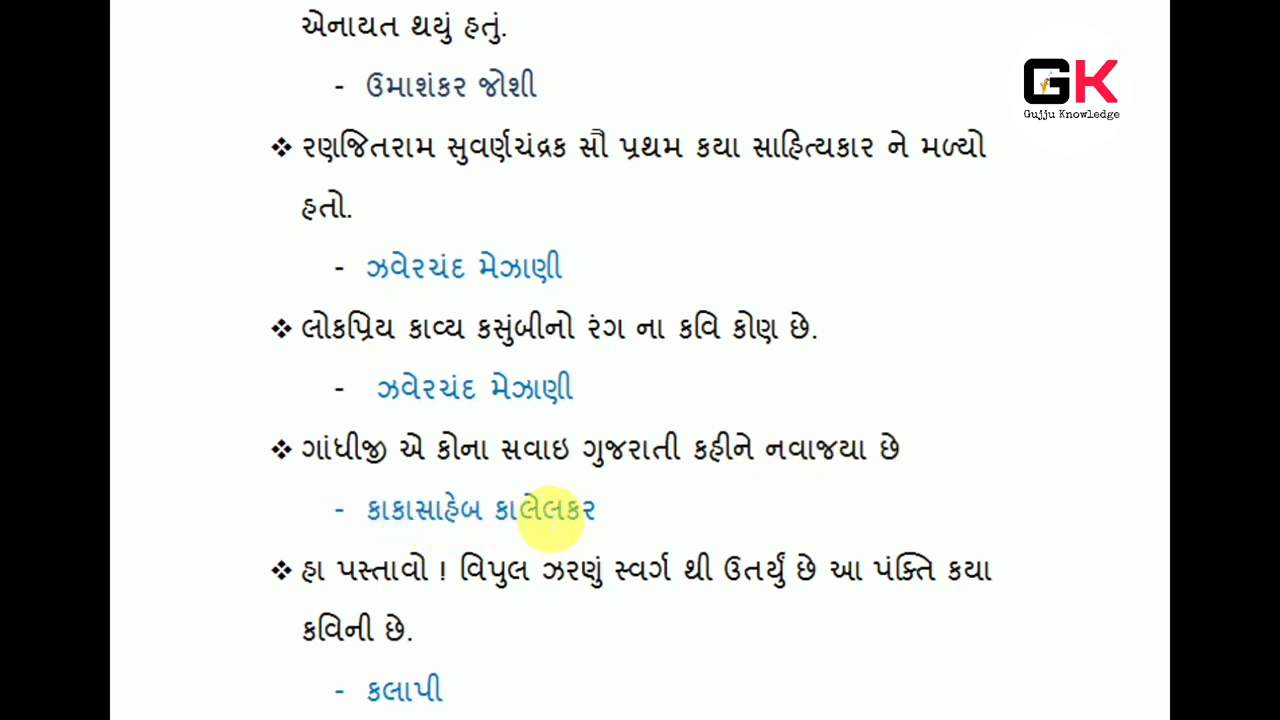 એનાયત થયું હતું.
- ઉમાશંકર જોશી
GK
Gujju Knowledge
❖ રણજિતરામ સુવર્ણચંદ્રક સૌ પ્રથમ કયા સાહિત્યકાર ને મળ્યો
હતો.
- ઝવેરચંદ મેઝાણી
❖ લોકપ્રિય કાવ્ય કસુંબીનો રંગ ના કવિ કોણ છે.
- ઝવેરચંદ મેઝાણી
❖ ગાંધીજી એ કોના સવાઇ ગુજરાતી કહીને નવાજયા છે
- કાકાસાહેબ કાલેલકર
❖ હા પસ્તાવો ! વિપુલ ઝરણું સ્વર્ગ થી ઉતર્યું છે આ પંક્તિ કયા
કવિની છે.
- કલાપી